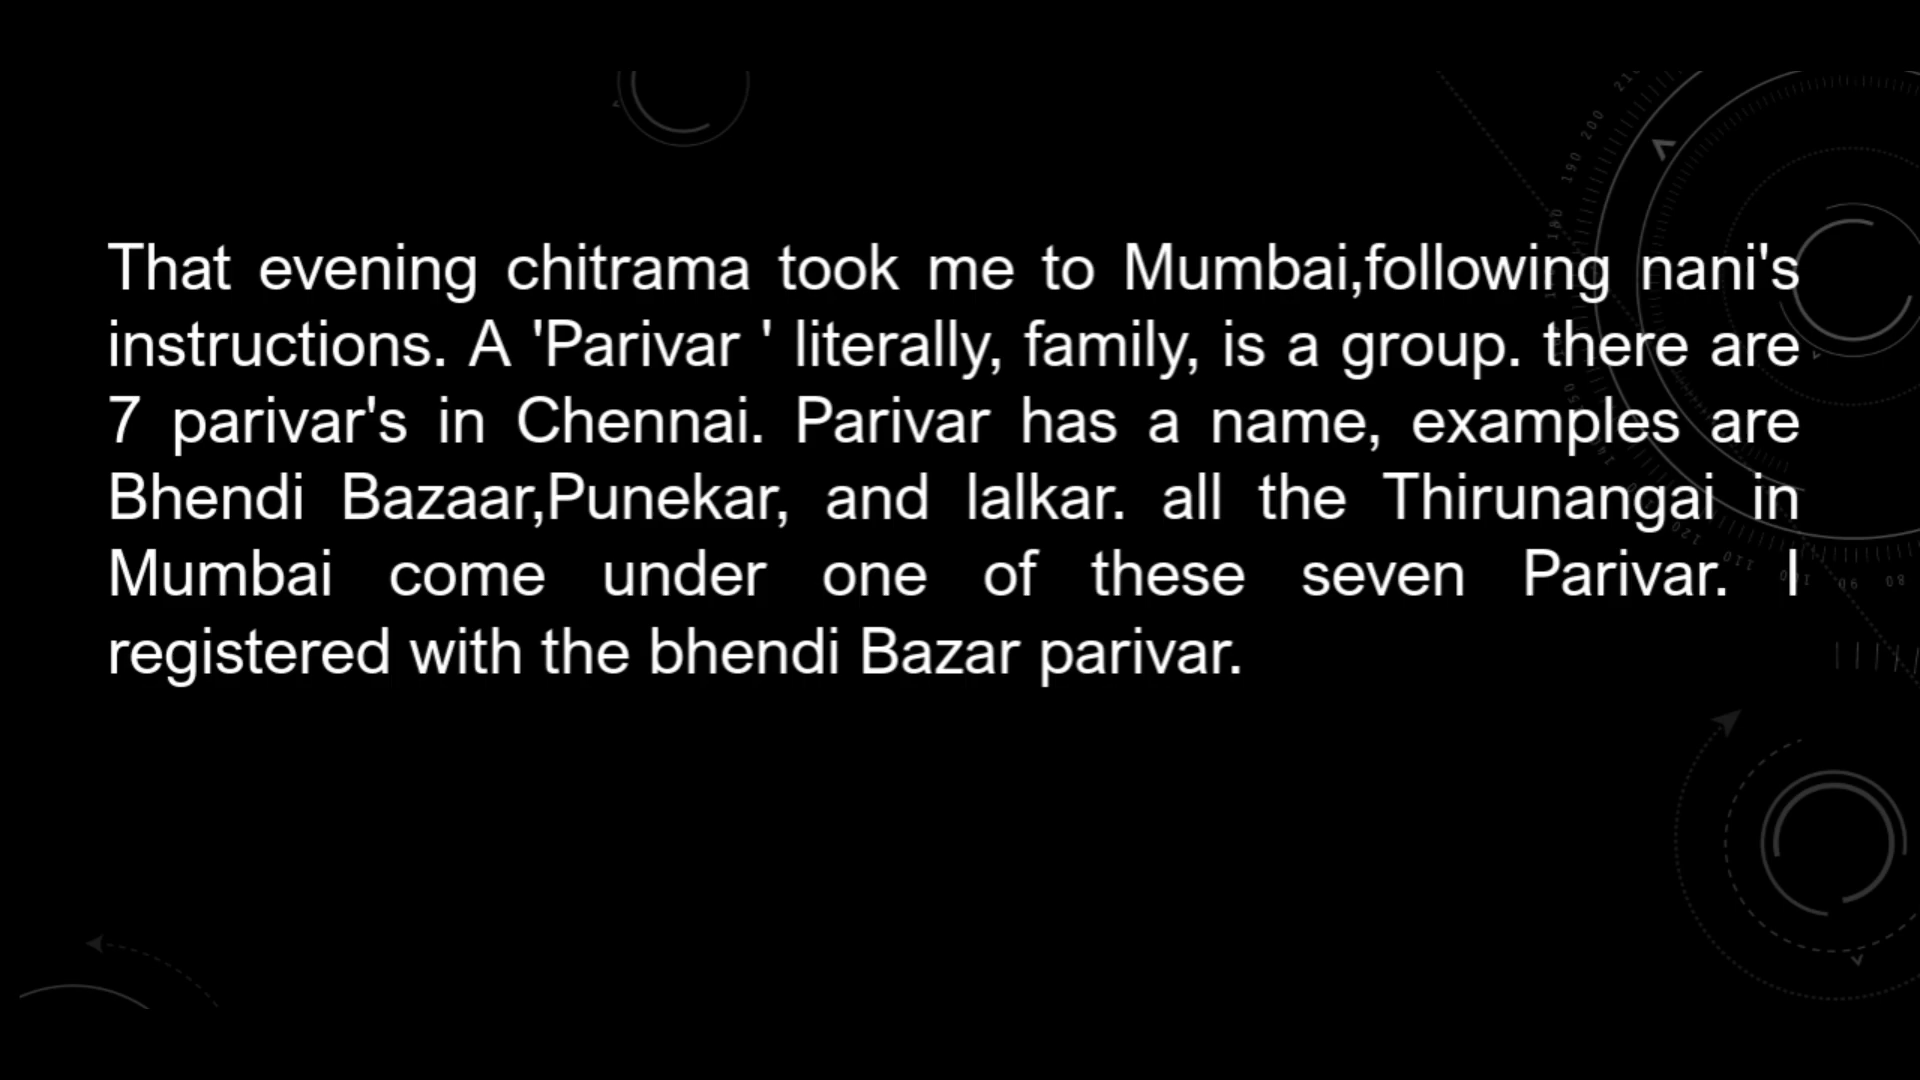 That evening chitrama took me to Mumbai,following nani's
instructions. A 'Parivar ' literally, family, is a group. there are
7 parivar's in Chennai. Parivar has a name, examples are
Bhendi Bazaar,Punekar, and lalkar. all the Thirunangai in
Mumbai come under one of these seven Parivar. I
registered with the bhendi Bazar parivar.